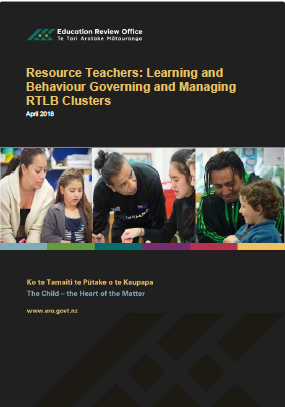 Education Review Office
Te Tari Arotake Mātauranga
Resource Teachers: Learning and
Behaviour Governing and Managing
RTLB Clusters
April 2018
Ko te Tamaiti te Pūtake o te Kaupapa
The Child – the Heart of the Matter
www.ero.govt.nz